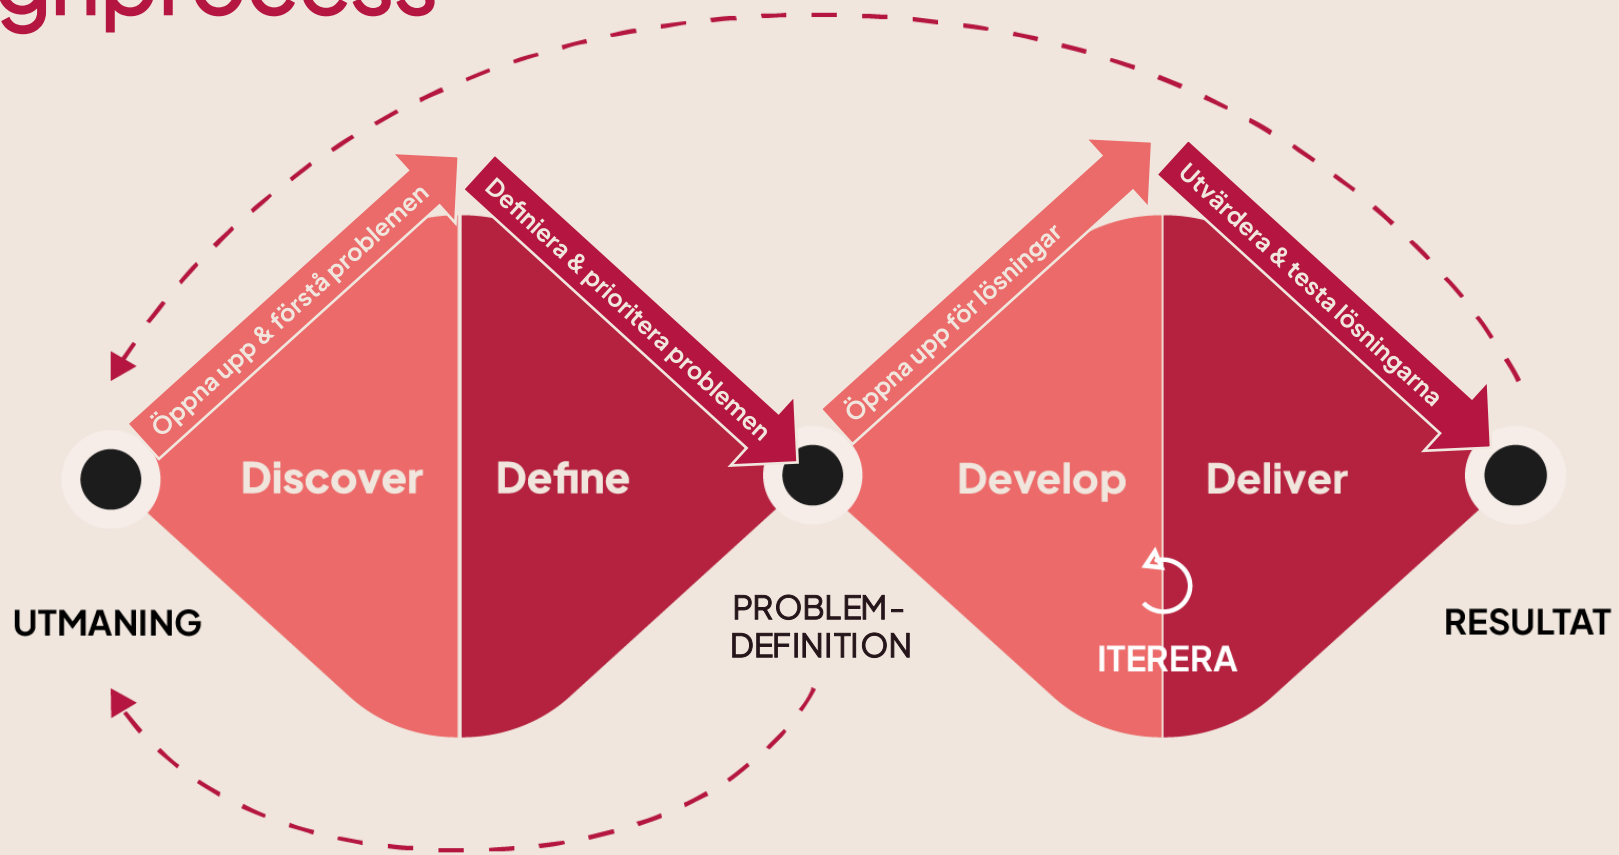 gnprocess
Öppna upp & förstå problemen
Definiera & prioritera problemen
Öppna upp för lösningar
Utvärdera & testa lösningarna
Discover
Define
Develop
Deliver
UTMANING
PROBLEM-
DEFINITION
ITERERA
RESULTAT